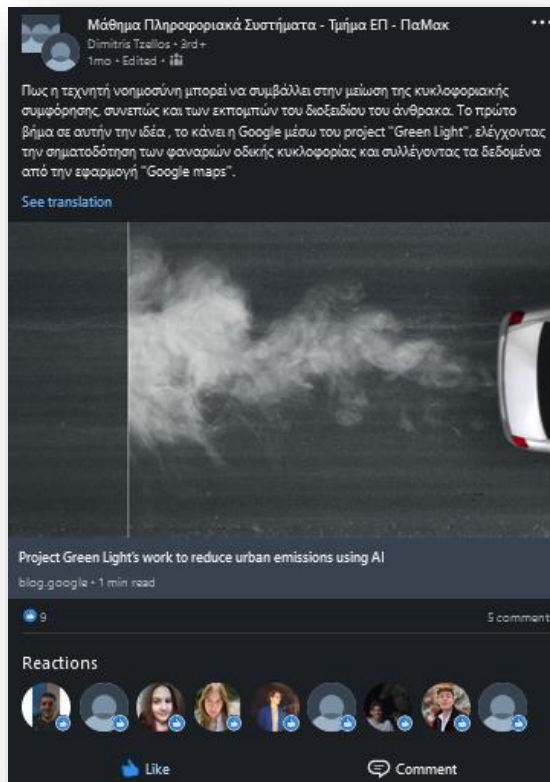 Μάθημα Πληροφοριακά Συστήματα - Τμήμα ΕΠ - ΠαΜακ
Dimitris Tzellos • 3rd+
1mo • Edited •
Πως η τεχνητή νοημοσύνη μπορεί να συμβάλλει στην μείωση της κυκλοφοριακής
συμφόρησης, συνεπώς και των εκπομπών του διοξειδίου του άνθρακα. Το πρώτο
βήμα σε αυτήν την ιδέα , το κάνει η Google μέσω του project "Green Light", ελέγχοντας
την σηματοδότηση των φαναριών οδικής κυκλοφορίας και συλλέγοντας τα δεδομένα
από την εφαρμογή "Google maps".
See translation
Project Green Light's work to reduce urban emissions using AI
blog.google • 1 min read
9
5 comment
Reactions
Like
Comment